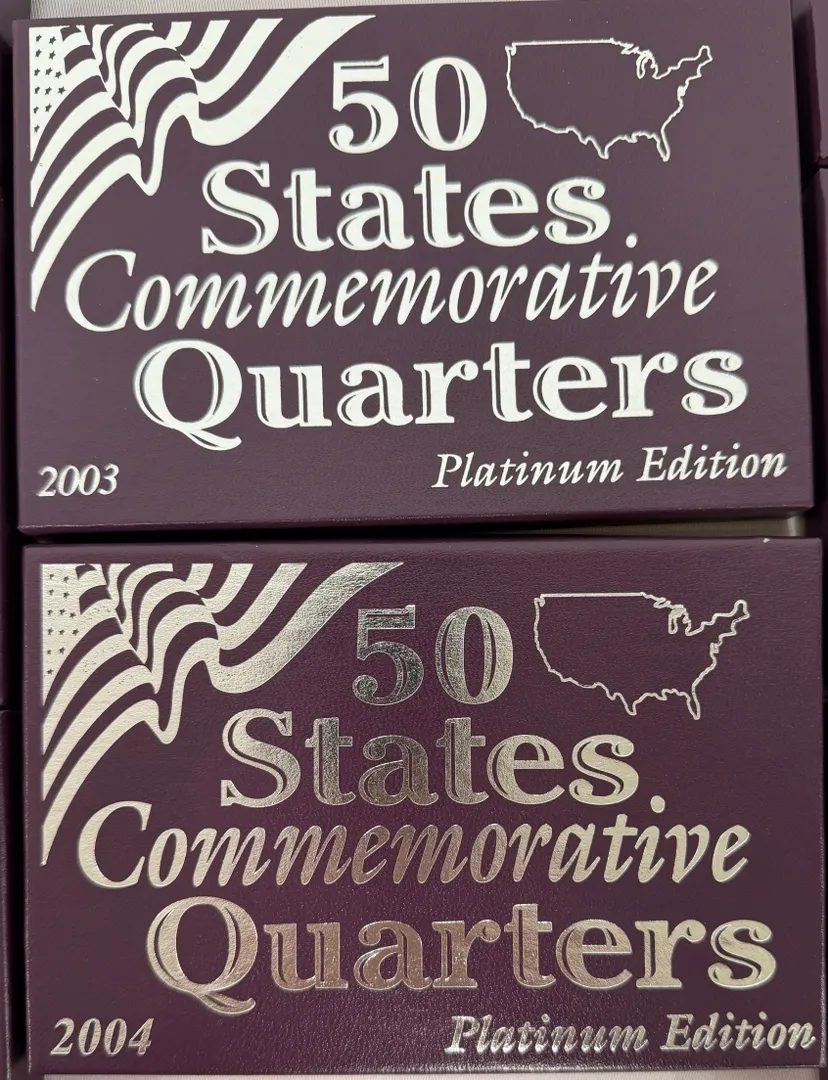 50
States
Commemorative
Quarters
2003 Platinum Edition
50
States
Commemorative
Quarters
2004 Platinum Edition